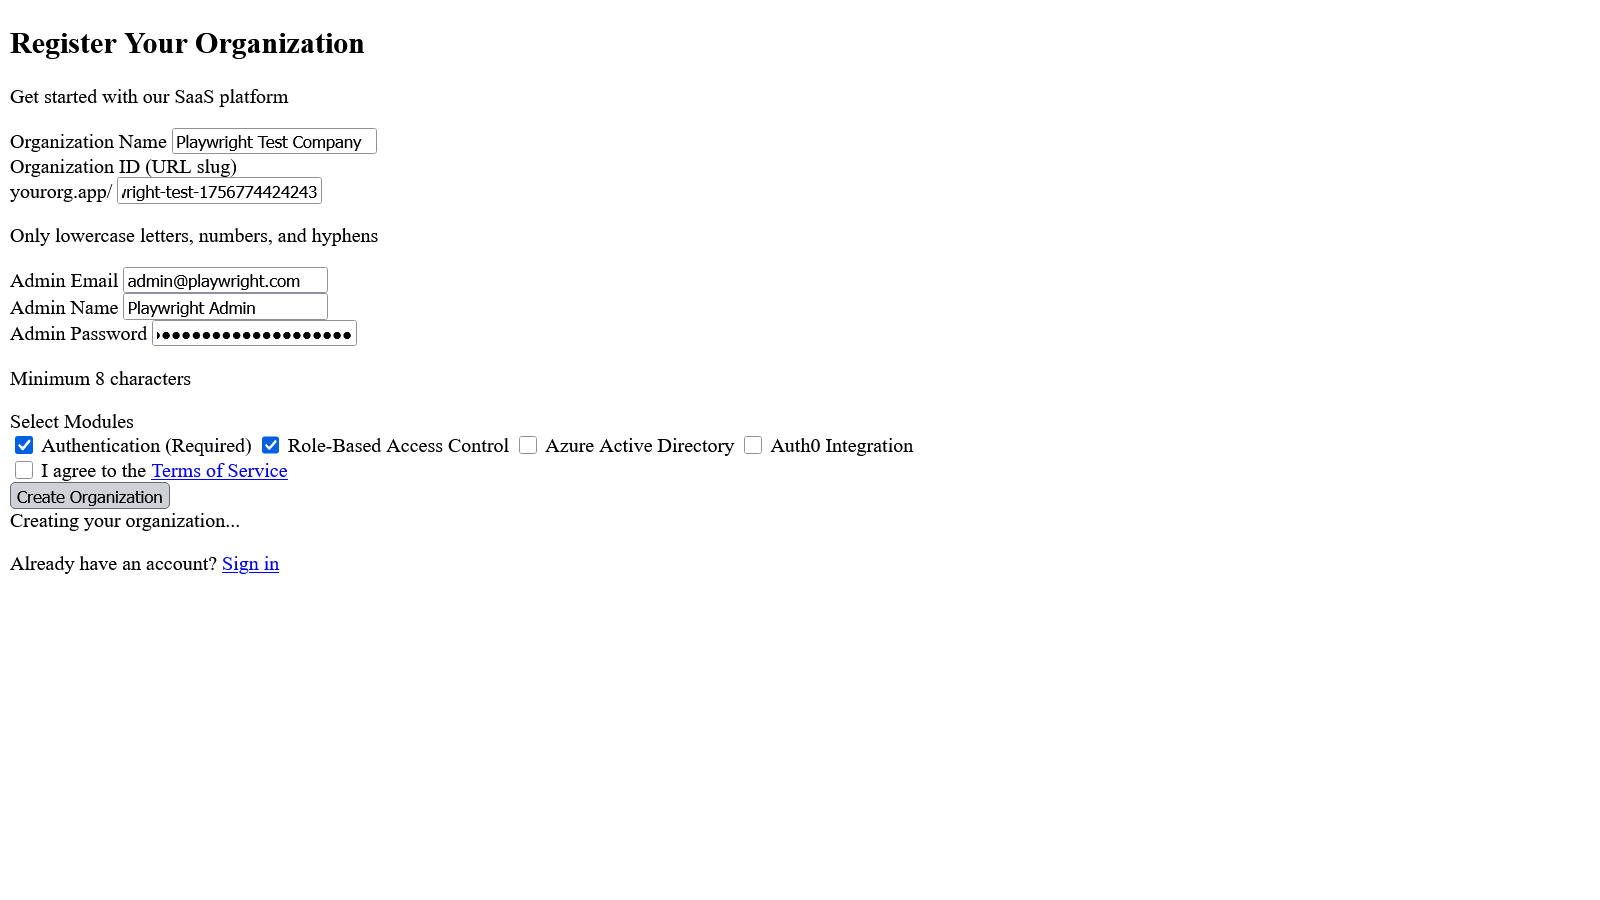 Register Your Organization
Get started with our SaaS platform
Organization Name Playwright Test Company
Organization ID (URL slug)
yourorg.app/ right-test-1756774424243
Only lowercase letters, numbers, and hyphens
Admin Email admin@playwright.com
Admin Name Playwright Admin
Admin Password
Minimum 8 characters
Select Modules
Authentication (Required) Role-Based Access Control Azure Active Directory Auth0 Integration
I agree to the Terms of Service
Create Organization
Creating your organization...
Already have an account? Sign in